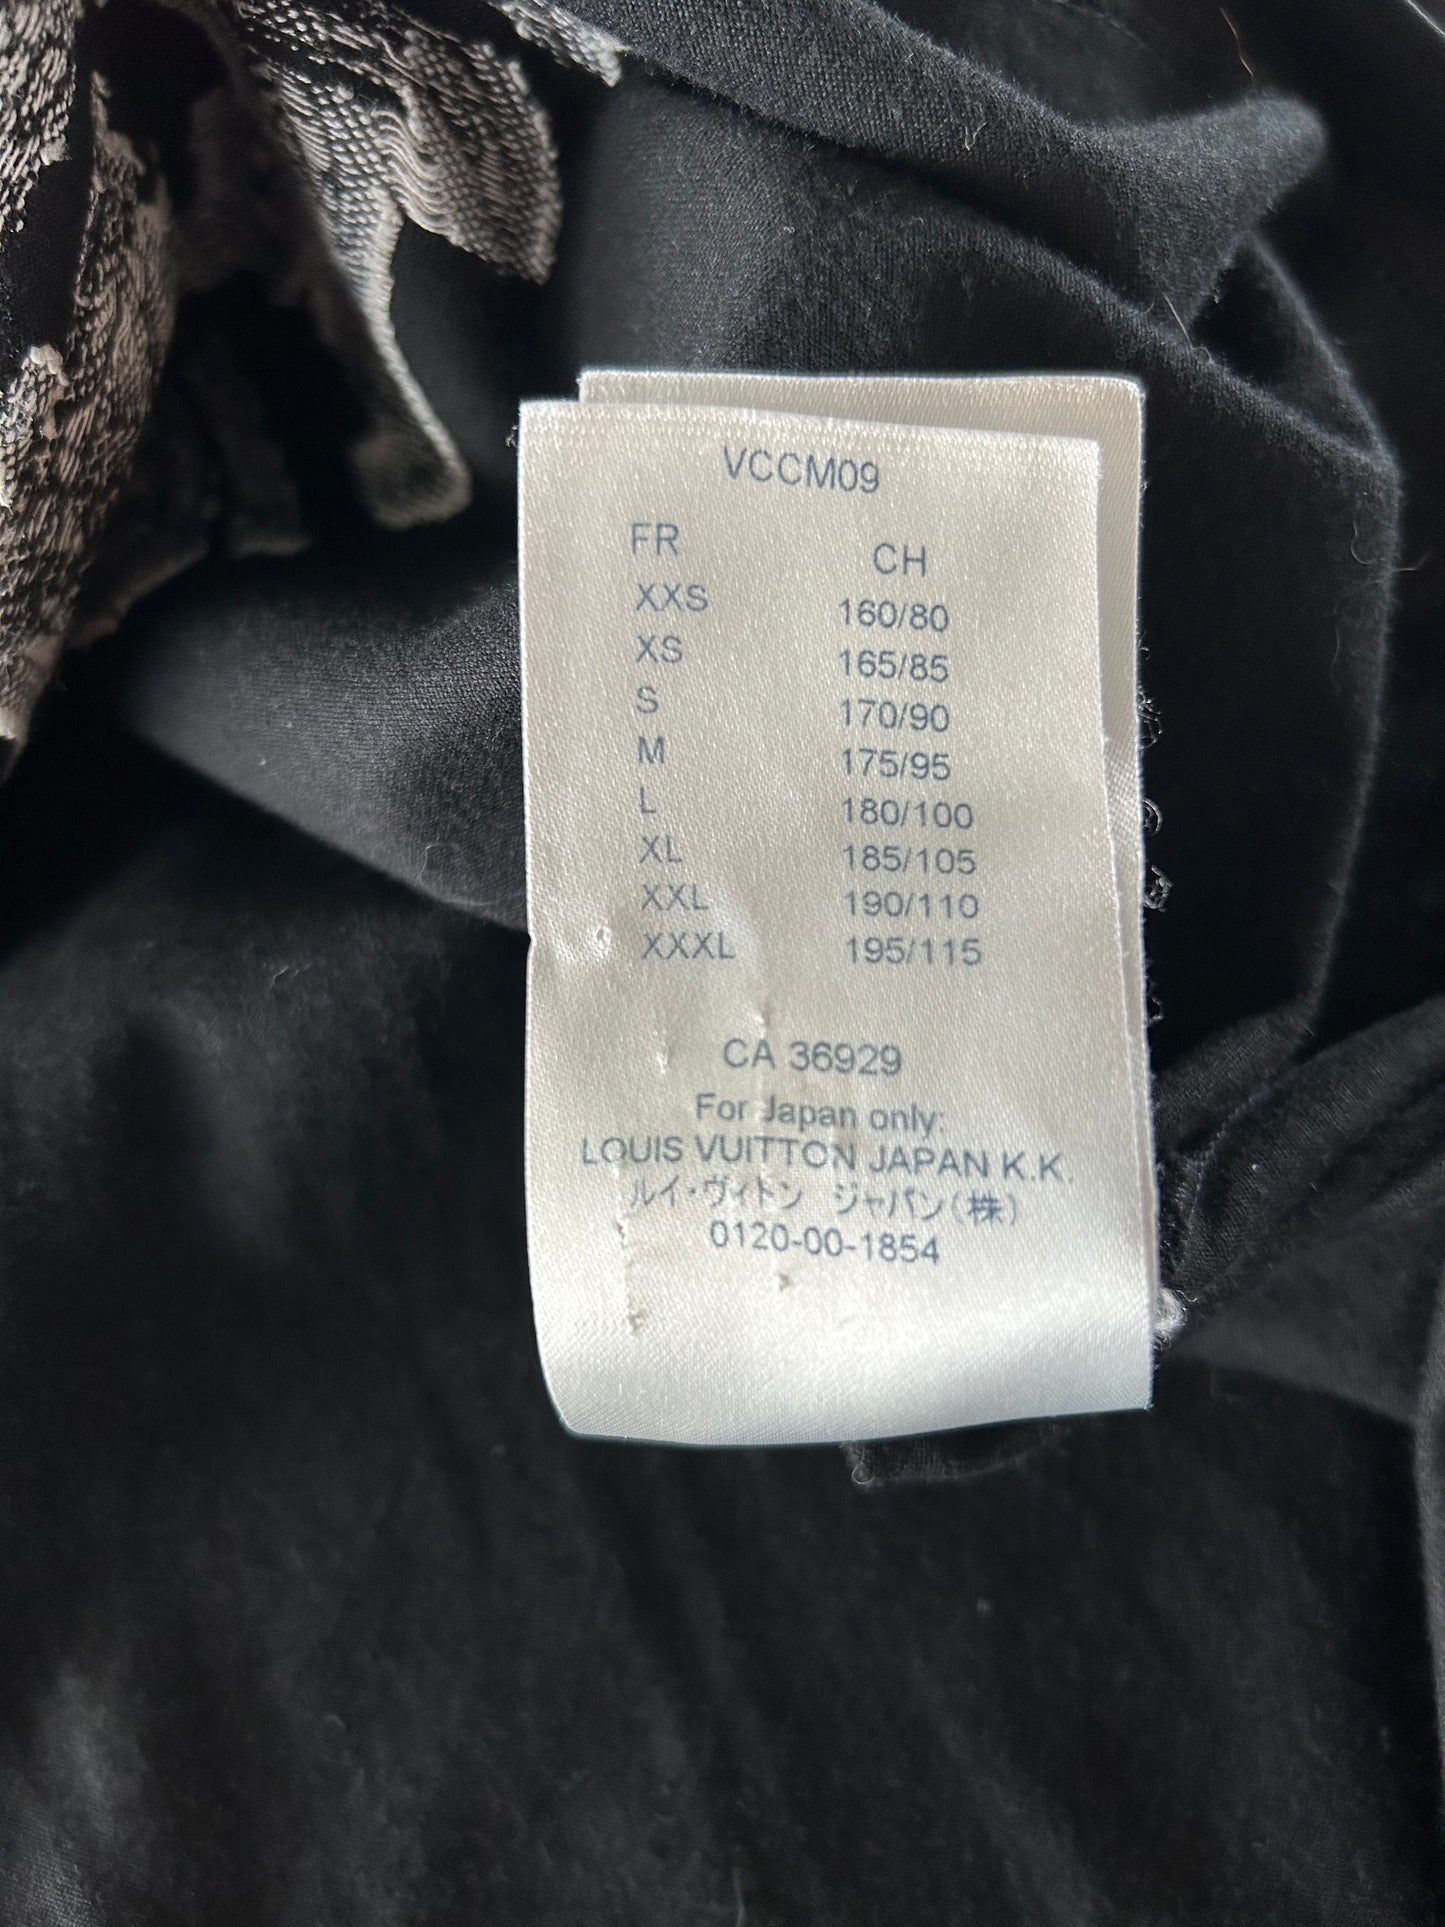 VCCM09
FR CH
XXS 160/80
XS 165/85
S 170/90
M 175/95
L 180/100
XL 185/105
XXL 190/110
XXXL 195/115
CA 36929
For Japan only:
LOUIS VUITTON JAPAN K.K.
ルイ・ヴィトン ジャパン(株)
0120-00-1854